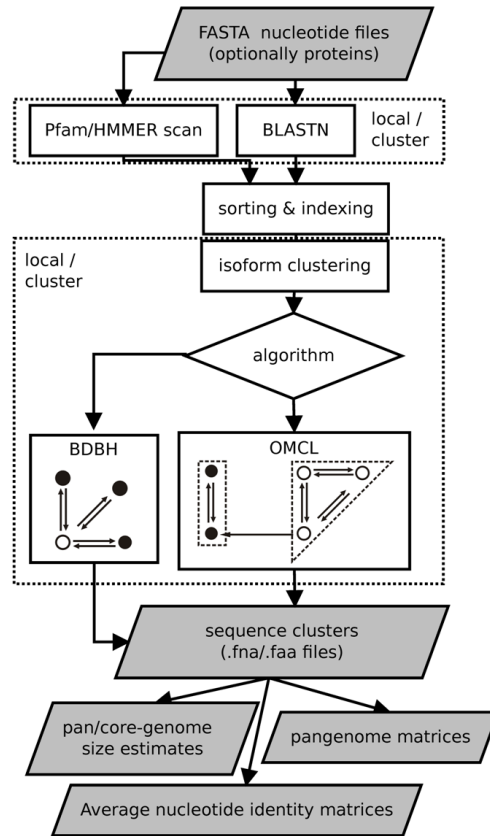 FASTA nucleotide files
(optionally proteins)
Pfam/HMMER scan
BLASTN
local /
cluster
sorting & indexing
local /
cluster
isoform clustering
algorithm
BDBH
OMCL
sequence clusters
(.fna/.faa files)
pan/core-genome
size estimates
pangenome matrices
Average nucleotide identity matrices